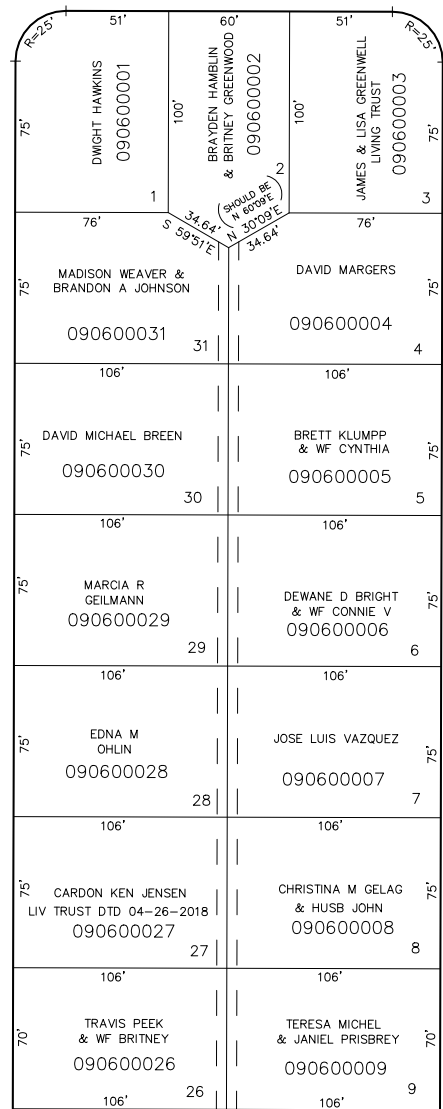 51'
60'
51'
R=25'
R=25'
75'
DWIGHT HAWKINS
090600001
1
100'
BRAYDEN HAMBLIN
& BRITNEY GREENWOOD
090600002
2
100'
JAMES & LISA GREENWELL
LIVING TRUST
090600003
3
75'
76'
34.64'
S 59°51'E
(SHOULD BE
N 60°09'E)
N 30°09'E
34.64'
76'
75'
MADISON WEAVER &
BRANDON A JOHNSON
090600031
31
DAVID MARGERS
090600004
4
75'
106'
106'
75'
DAVID MICHAEL BREEN
090600030
30
BRETT KLUMPP
& WF CYNTHIA
090600005
5
75'
106'
106'
75'
MARCIA R
GEILMANN
090600029
29
DEWANE D BRIGHT
& WF CONNIE V
090600006
6
75'
106'
106'
75'
EDNA M
OHLIN
090600028
28
JOSE LUIS VAZQUEZ
090600007
7
75'
106'
106'
75'
CARDON KEN JENSEN
LIV TRUST DTD 04-26-2018
090600027
27
CHRISTINA M GELAG
& HUSB JOHN
090600008
8
75'
106'
106'
70'
TRAVIS PEEK
& WF BRITNEY
090600026
26
TERESA MICHEL
& JANIEL PRISBREY
090600009
9
70'
106'
106'